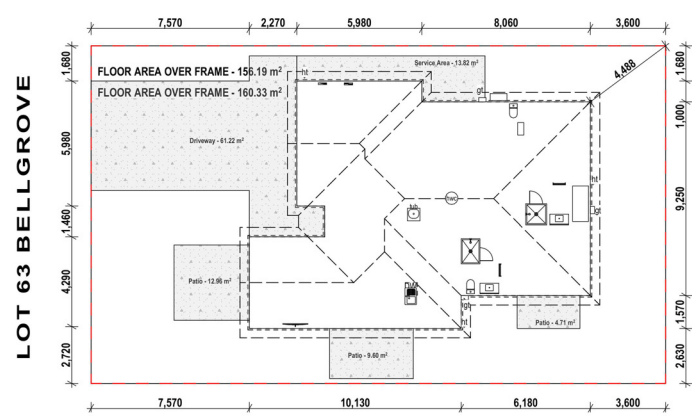 7,570 2,270 5,980 8,060 3,600
1,680 5,980 1,460 4,290 2,720
LOT 63 BELLGROVE
FLOOR AREA OVER FRAME - 156.19 m²
FLOOR AREA OVER FRAME - 160.33 m²
ht
Service Area - 13.82 m²
gt
4,488
Driveway - 61.22 m²
ht
hwc
gt
Patio - 12.96 m²
gt
ht
Patio - 4.71 m²
Patio - 9.60 m²
1,680 1,000 9,250 1,570 2,630
7,570 10,130 6,180 3,600